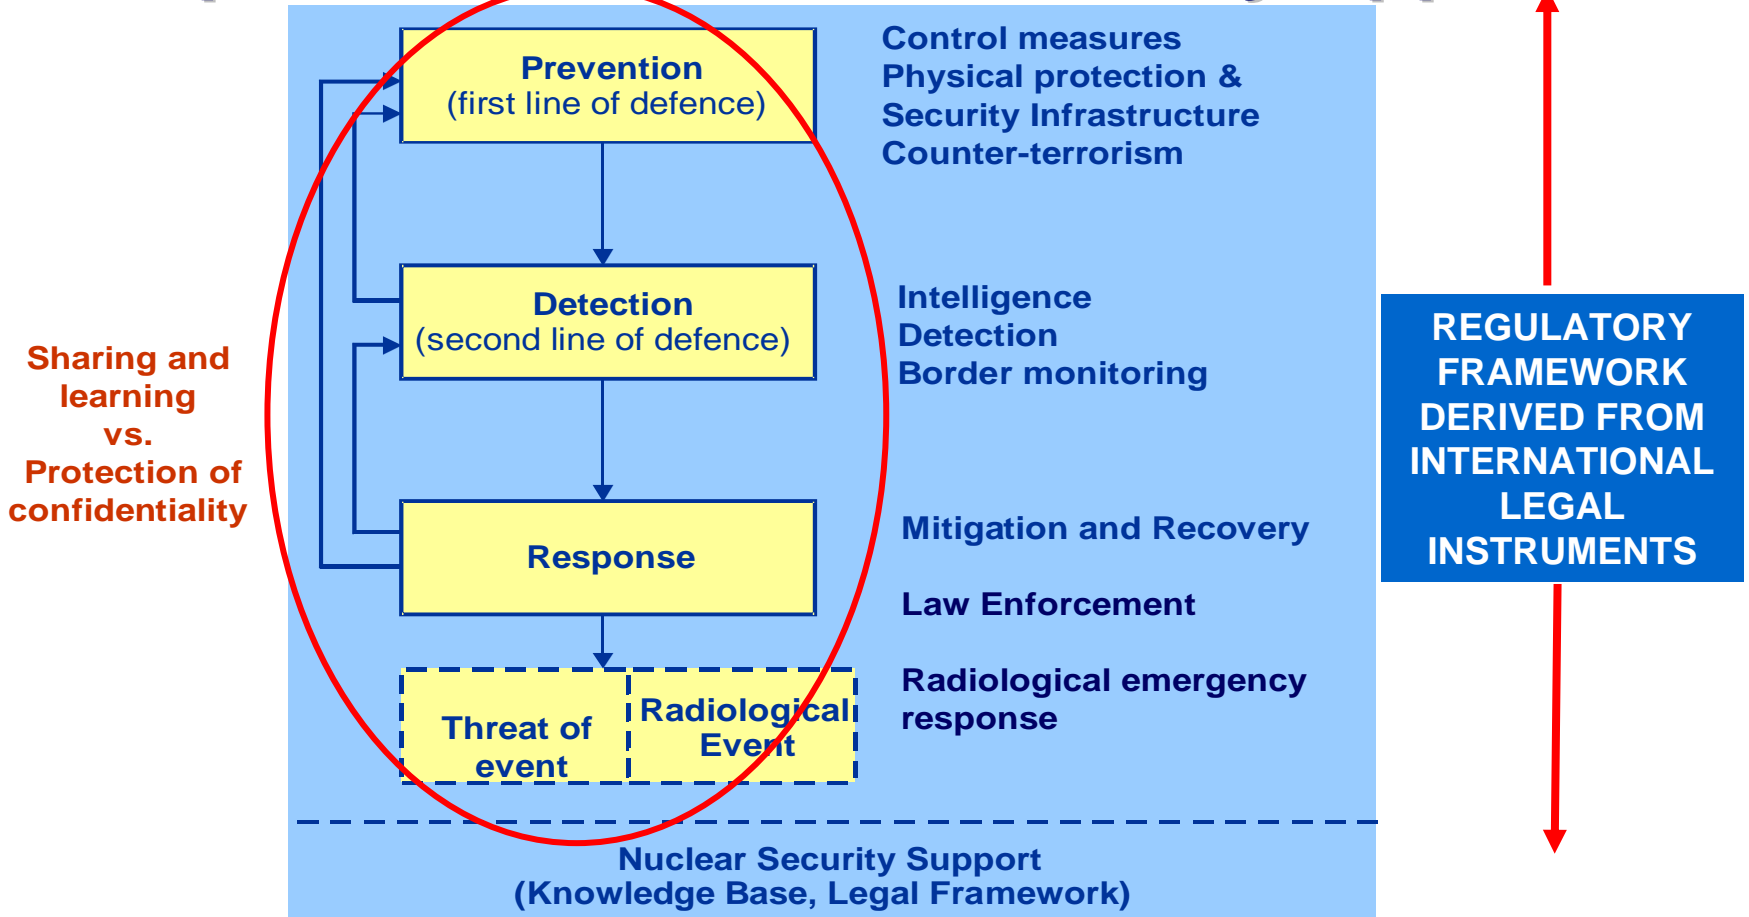 Prevention
(first line of defence)
Control measures
Physical protection &
Security Infrastructure
Counter-terrorism
Detection
(second line of defence)
Intelligence
Detection
Border monitoring
Sharing and
learning
vs.
Protection of
confidentiality
REGULATORY
FRAMEWORK
DERIVED FROM
INTERNATIONAL
LEGAL
INSTRUMENTS
Response
Mitigation and Recovery
Law Enforcement
Radiological emergency
response
Threat of
event
Radiological
Event
Nuclear Security Support
(Knowledge Base, Legal Framework)